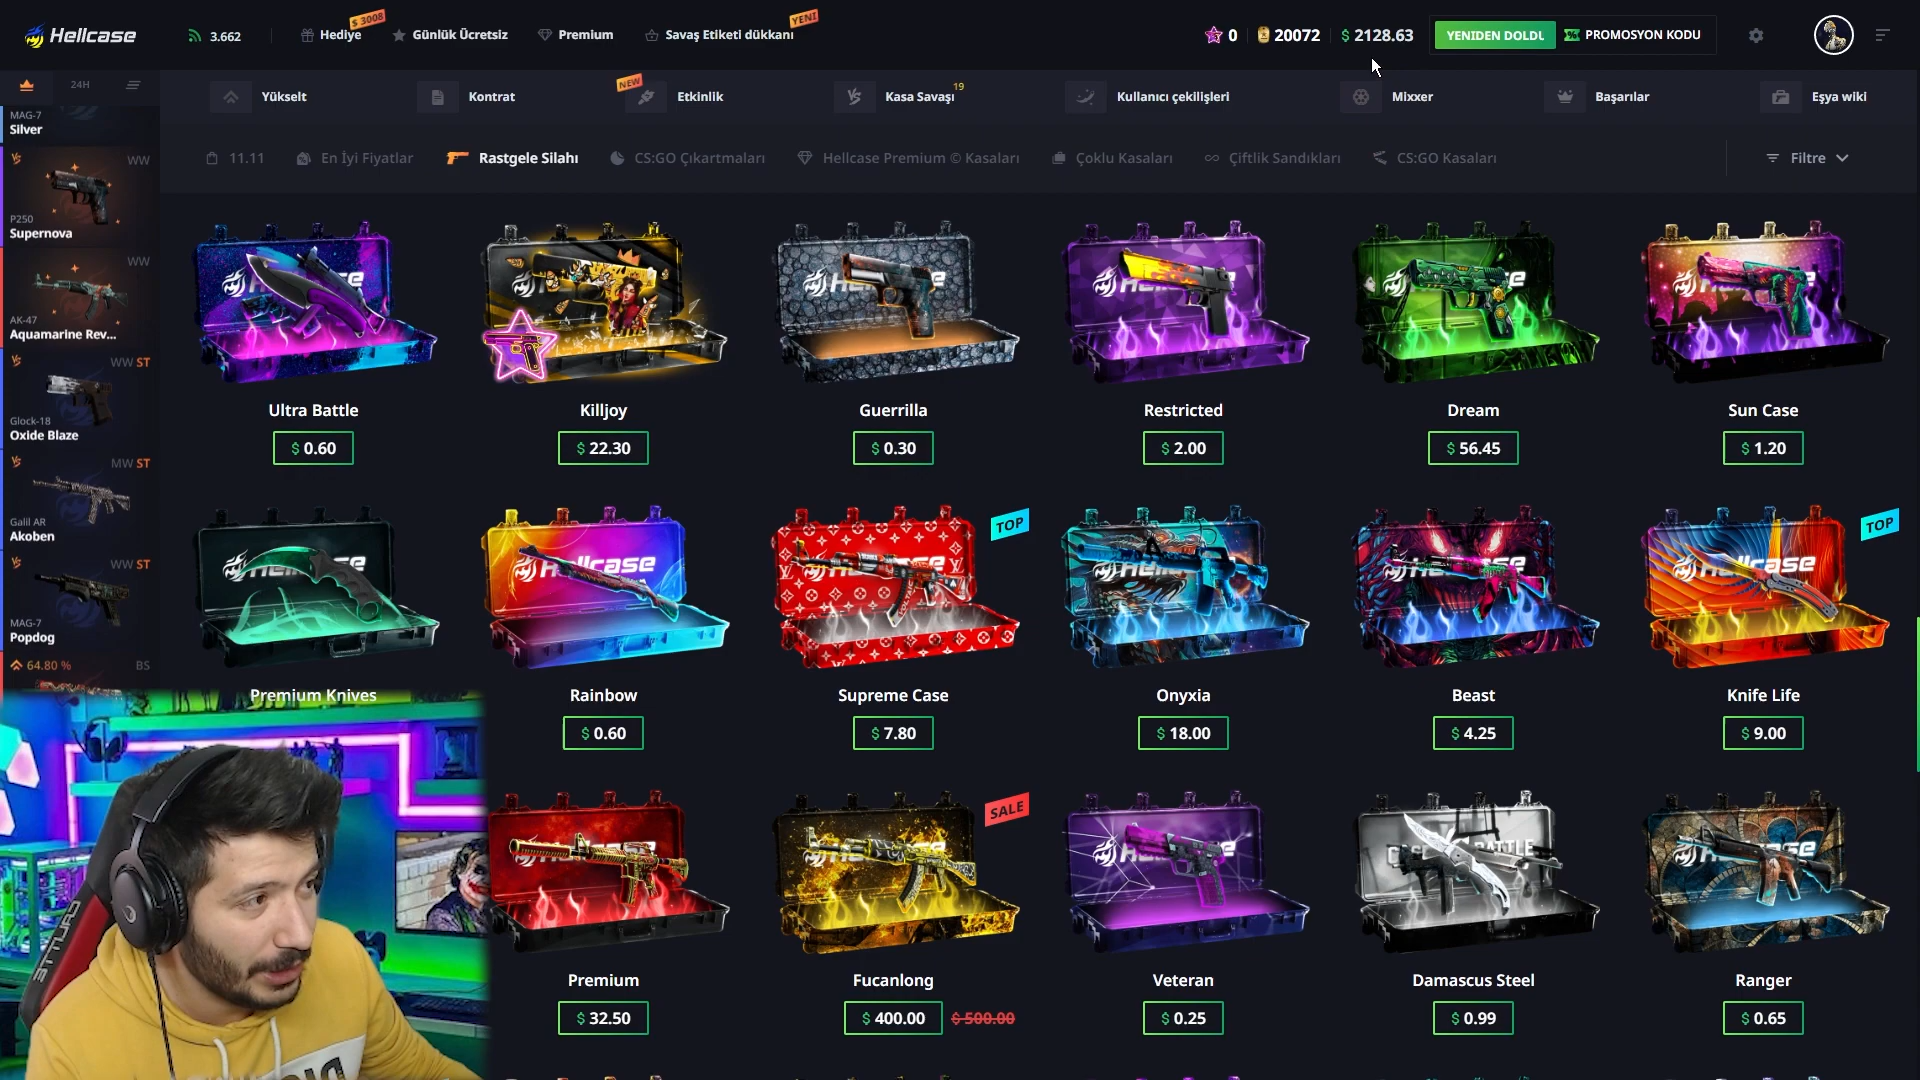 Hellcase
3.662
Hediye
$ 3008
Günlük Ücretsiz
Premium
Savaş Etiketi dükkanı
YENİ
0
20072
$ 2128.63
YENIDEN DOLDL
PROMOSYON KODU
24H
Yükselt
Kontrat
NEW
Etkinlik
Kasa Savaşı
19
Kullanıcı çekilişleri
Mixxer
Başarılar
Eşya wiki
11.11
En İyi Fiyatlar
Rastgele Silahı
CS:GO Çıkartmaları
Hellcase Premium © Kasaları
Çoklu Kasaları
Çiftlik Sandıkları
CS:GO Kasaları
Filtre
MAG-7
Silver
WW
P250
Supernova
WW
AK-47
Aquamarine Rev...
WW ST
Glock-18
Oxide Blaze
MW ST
Galil AR
Akoben
WW ST
MAG-7
Popdog
64.80 %
BS
Ultra Battle
$ 0.60
Killjoy
$ 22.30
Guerrilla
$ 0.30
Restricted
$ 2.00
Dream
$ 56.45
Sun Case
$ 1.20
Premium Knives
Rainbow
$ 0.60
TOP
Supreme Case
$ 7.80
Onyxia
$ 18.00
Beast
$ 4.25
TOP
Knife Life
$ 9.00
Premium
$ 32.50
SALE
Fucanlong
$ 400.00
$ 500.00
Veteran
$ 0.25
Damascus Steel
$ 0.99
Ranger
$ 0.65